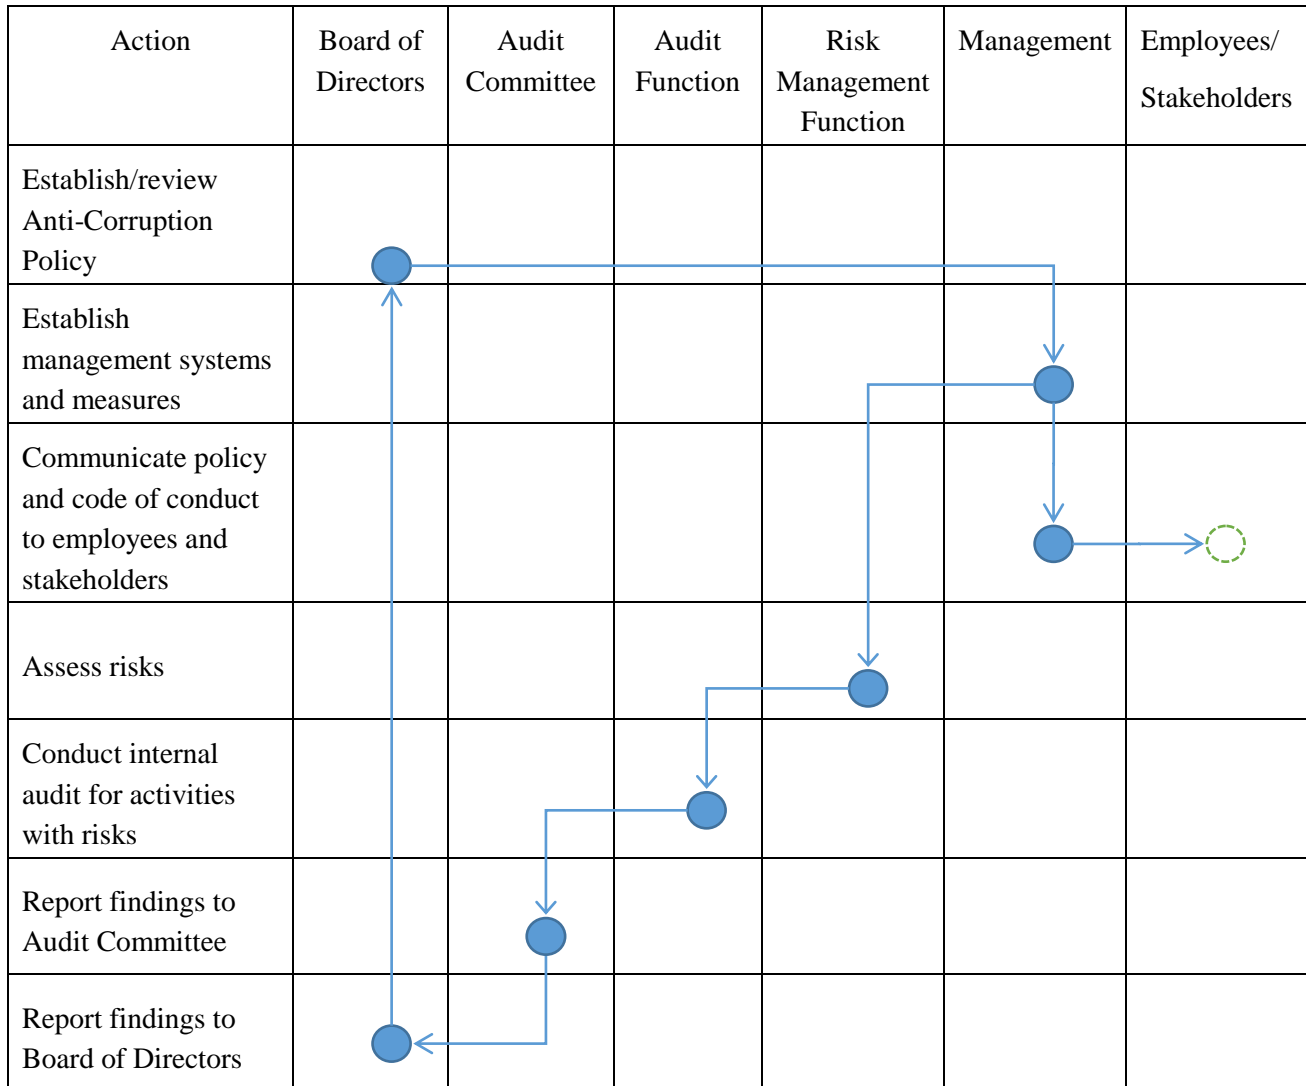 Action
Board of
Directors
Audit
Committee
Audit
Function
Risk
Management
Function
Management
Employees/
Stakeholders
Establish/review
Anti-Corruption
Policy
Establish
management systems
and measures
Communicate policy
and code of conduct
to employees and
stakeholders
Assess risks
Conduct internal
audit for activities
with risks
Report findings to
Audit Committee
Report findings to
Board of Directors